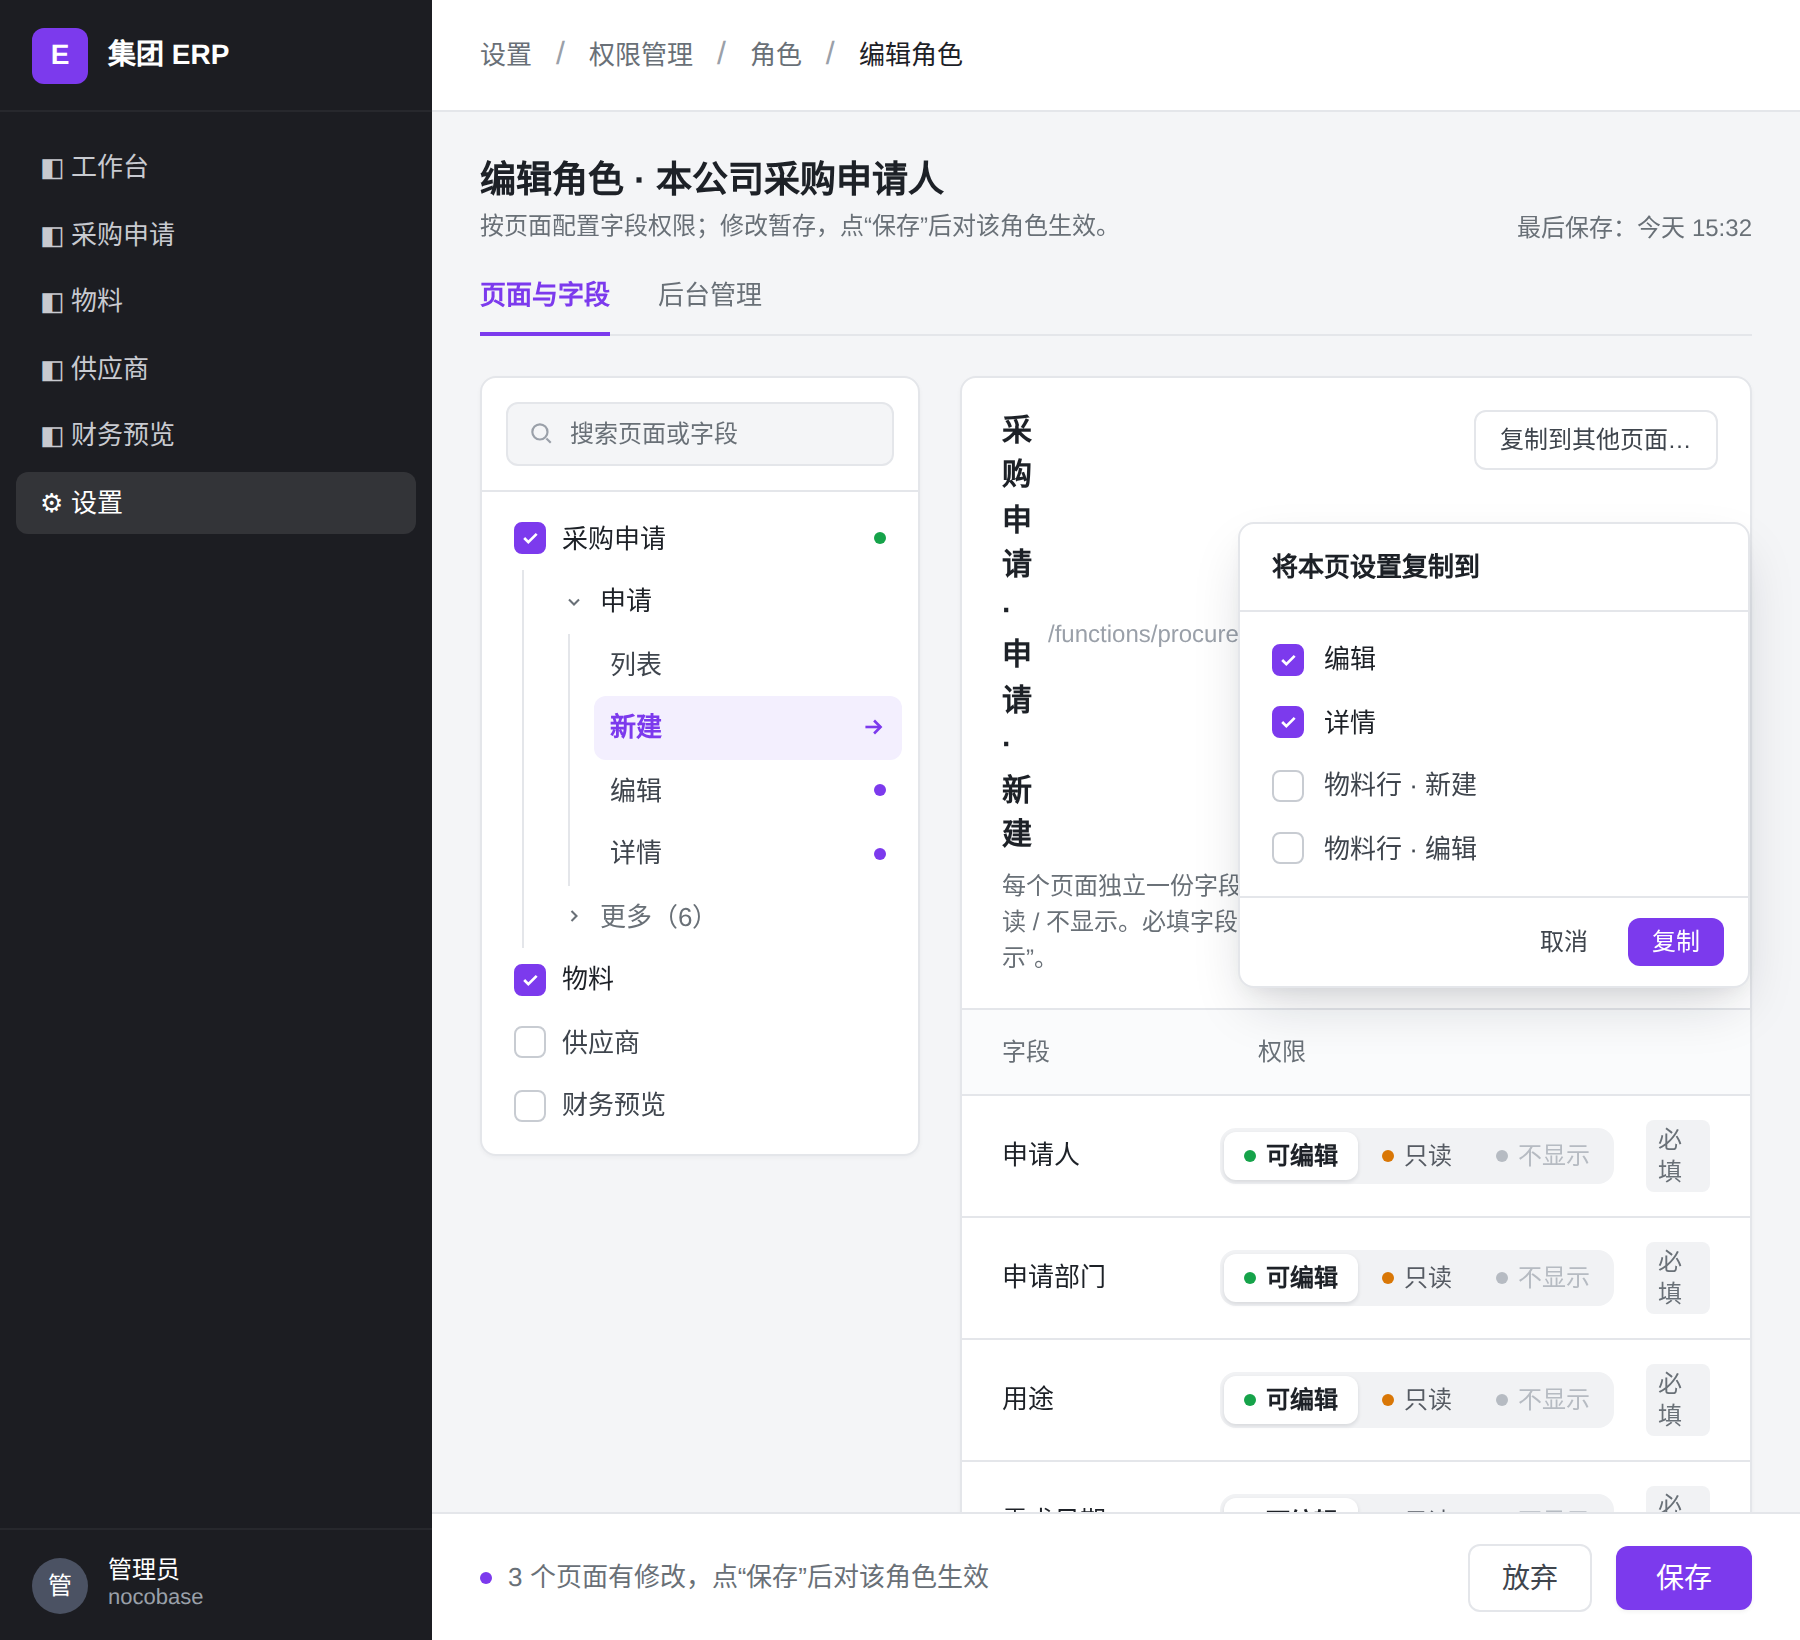 E 集团 ERP
工作台
采购申请
物料
供应商
财务预览
设置
管 管理员
nocobase
设置 / 权限管理 / 角色 / 编辑角色
编辑角色 · 本公司采购申请人
按页面配置字段权限；修改暂存，点“保存”后对该角色生效。
最后保存：今天 15:32
页面与字段 后台管理
搜索页面或字段
采购申请
申请
列表
新建
编辑
详情
更多（6）
物料
供应商
财务预览
采
购
申
请
·
申
请
·
新
建
/functions/procure
复制到其他页面…
每个页面独立一份字段
读 / 不显示。必填字段
示”。
将本页设置复制到
编辑
详情
物料行 · 新建
物料行 · 编辑
取消 复制
字段 权限
申请人 可编辑 只读 不显示 必
填
申请部门 可编辑 只读 不显示 必
填
用途 可编辑 只读 不显示 必
填
3 个页面有修改，点“保存”后对该角色生效
放弃 保存